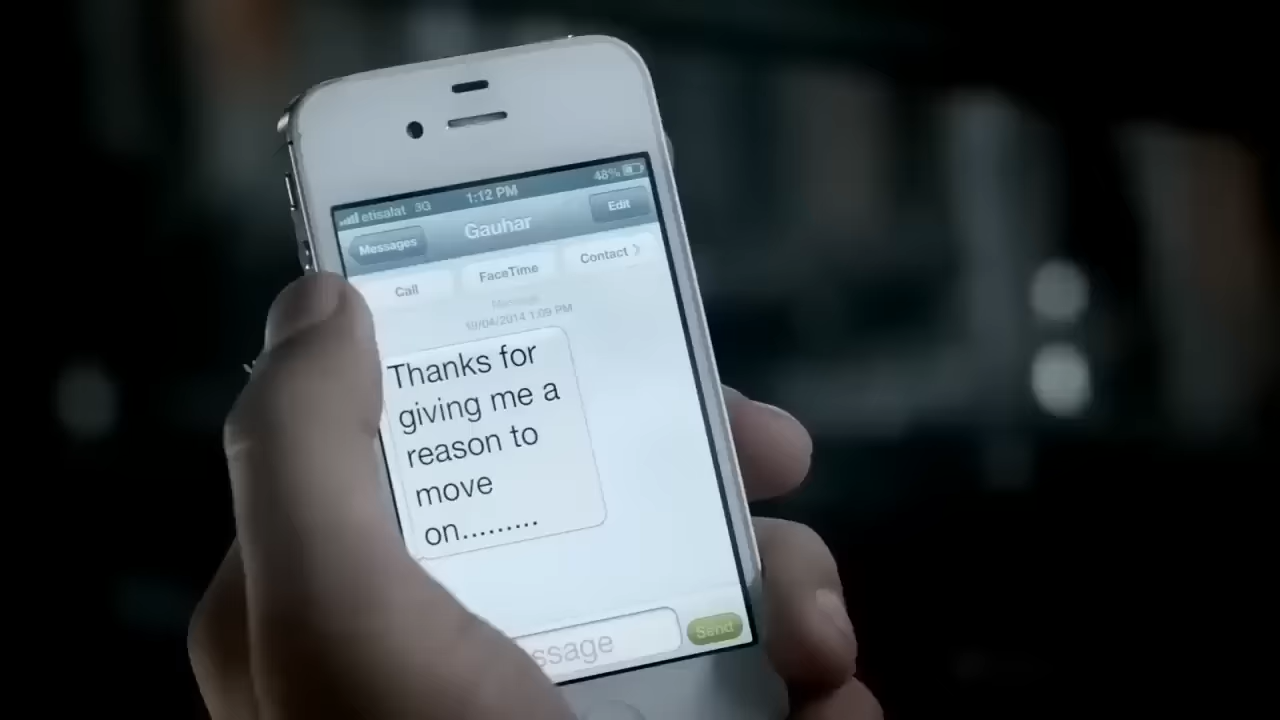 etisalat 3G 1:12 PM 48%
Messages Gauhar Edit
Call FaceTime Contact
10/04/2014 1:09 PM
Thanks for
giving me a
reason to
move
on.........
ssage Send